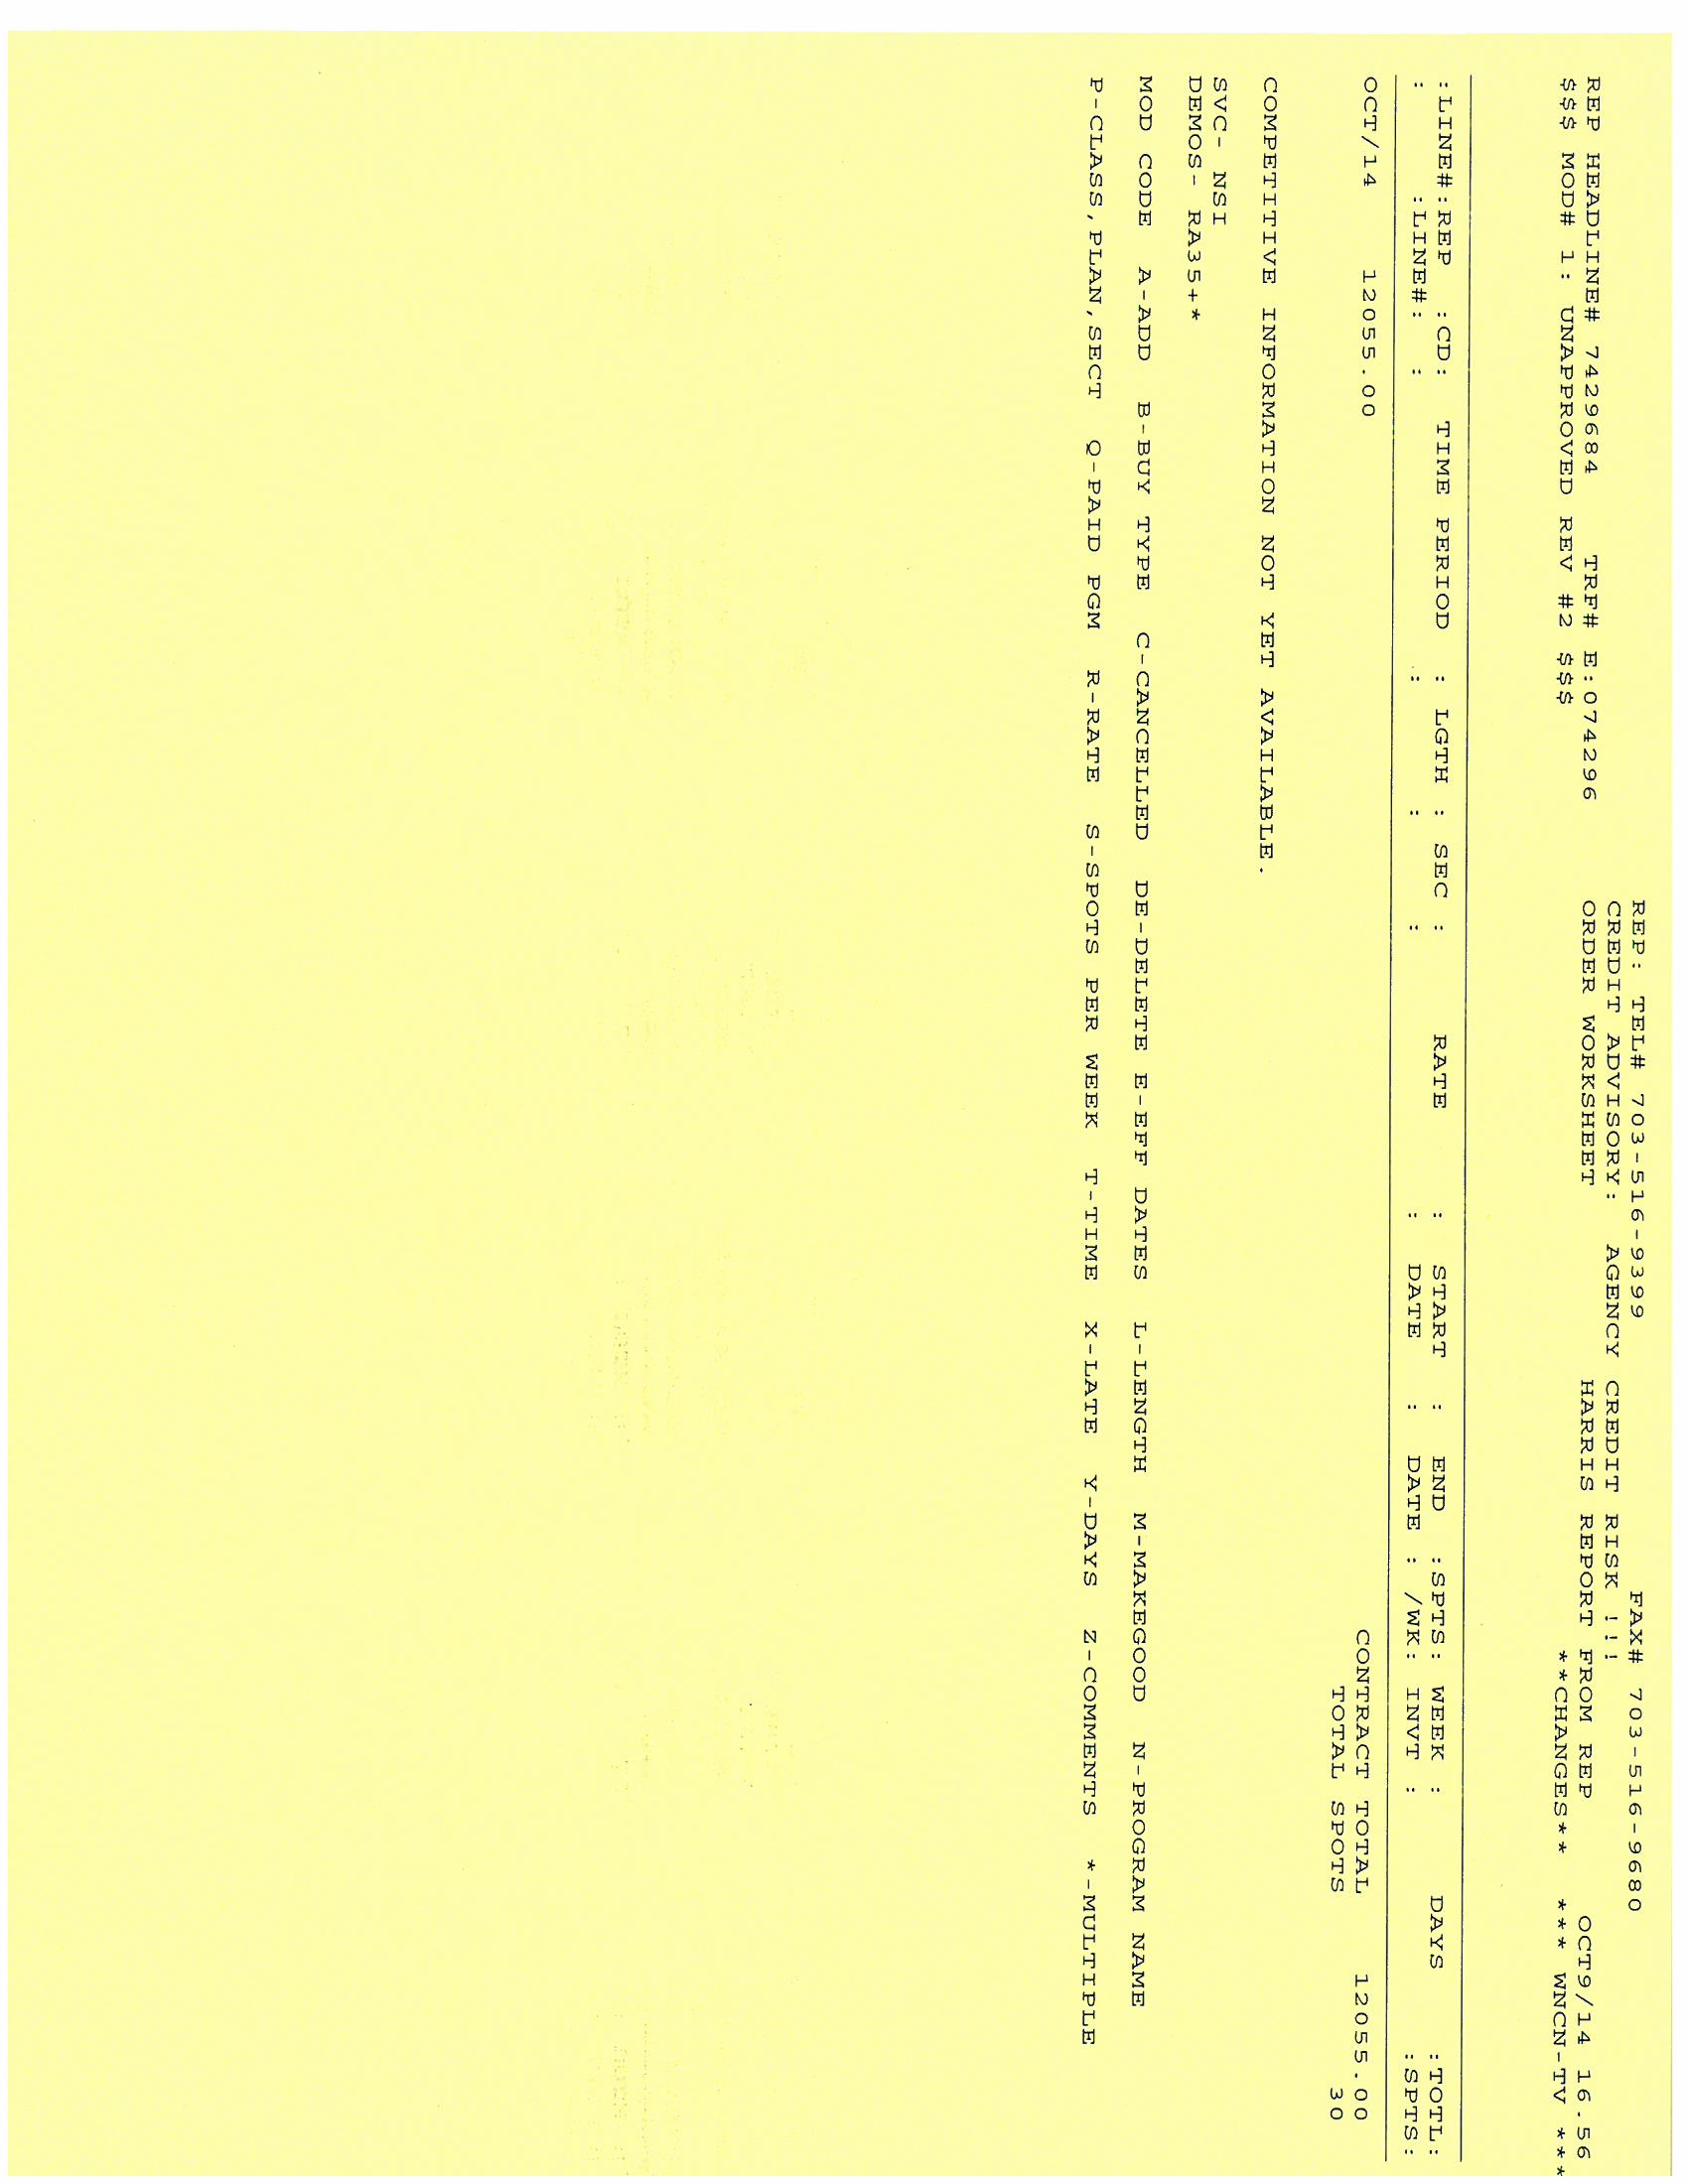 REP: TEL# 703-516-9399 FAX# 703-516-9680
CREDIT ADVISORY: AGENCY CREDIT RISK !!!
REP HEADLINE# 7429684 TRF# E:074296 ORDER WORKSHEET HARRIS REPORT FROM REP OCT9/14 16.56
$$$ MOD# 1: UNAPPROVED REV #2 $$$ **CHANGES** *** WNCN-TV ***
:LINE#:REP :CD: TIME PERIOD : LGTH : SEC : RATE : START : END :SPTS: WEEK : DAYS :TOTL:
: :LINE#: : : : : : DATE : DATE : /WK: INVT : :SPTS:
OCT/14 12055.00 CONTRACT TOTAL 12055.00
TOTAL SPOTS 30
COMPETITIVE INFORMATION NOT YET AVAILABLE.
SVC- NSI
DEMOS- RA35+*
MOD CODE A-ADD B-BUY TYPE C-CANCELLED DE-DELETE E-EFF DATES L-LENGTH M-MAKEGOOD N-PROGRAM NAME
P-CLASS,PLAN,SECT Q-PAID PGM R-RATE S-SPOTS PER WEEK T-TIME X-LATE Y-DAYS Z-COMMENTS *-MULTIPLE